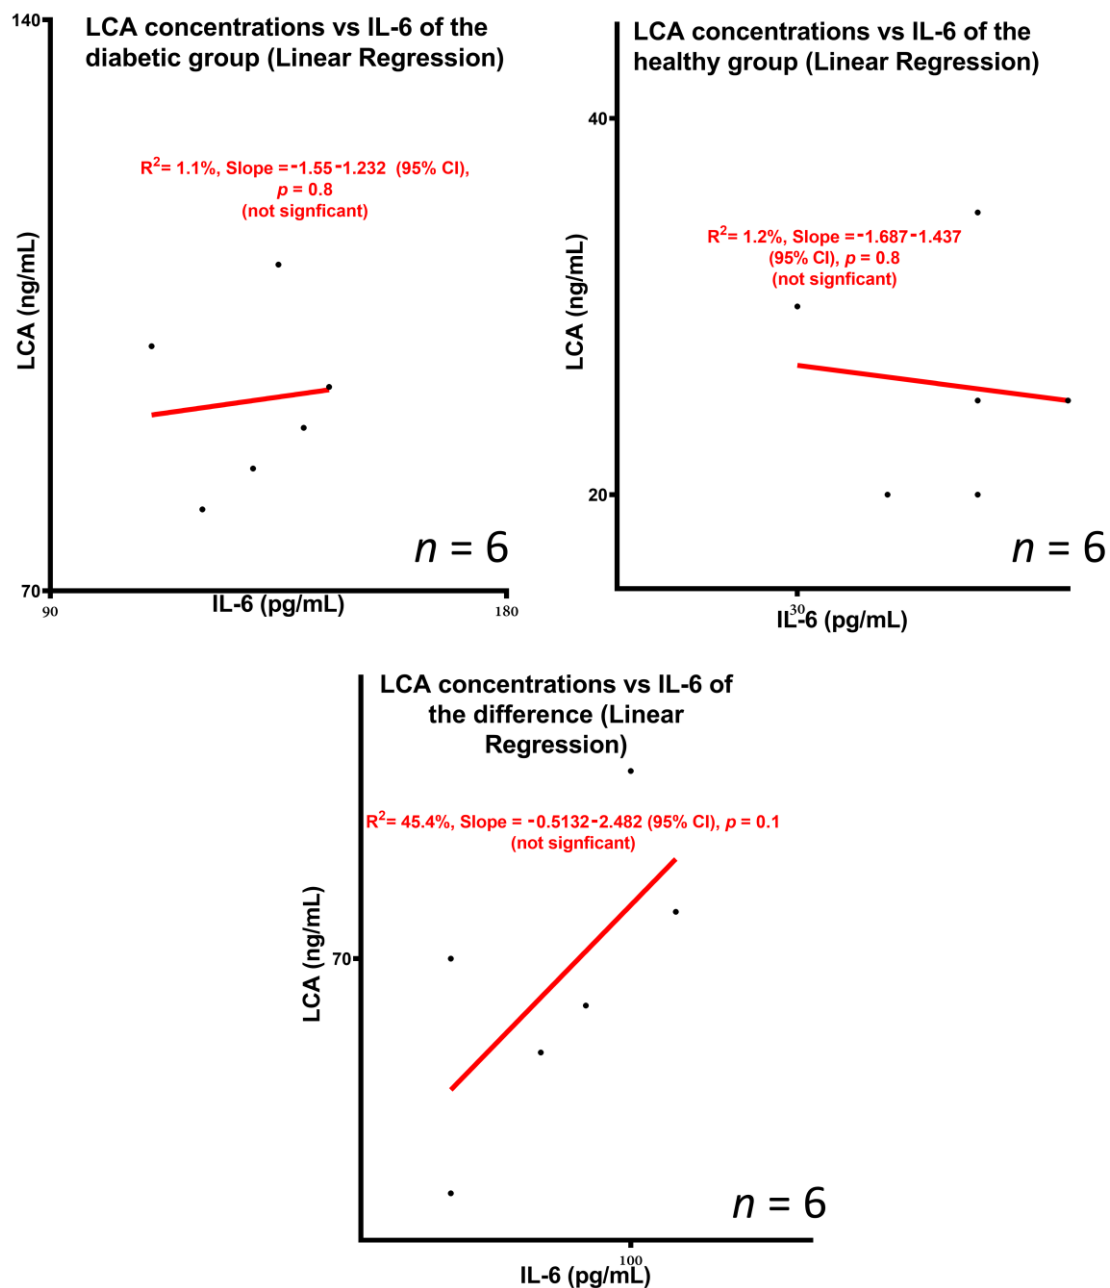 LCA concentrations vs IL-6 of the
diabetic group (Linear Regression)
140
R²= 1.1%, Slope =-1.55-1.232 (95% CI),
p = 0.8
(not signficant)
LCA (ng/mL)
n = 6
70
90
IL-6 (pg/mL)
180
LCA concentrations vs IL-6 of the
healthy group (Linear Regression)
40
R²= 1.2%, Slope =-1.687-1.437
(95% CI), p = 0.8
(not signficant)
LCA (ng/mL)
20
n = 6
30
IL-6 (pg/mL)
LCA concentrations vs IL-6 of
the difference (Linear
Regression)
R²= 45.4%, Slope = -0.5132-2.482 (95% CI), p = 0.1
(not signficant)
LCA (ng/mL)
70
n = 6
100
IL-6 (pg/mL)